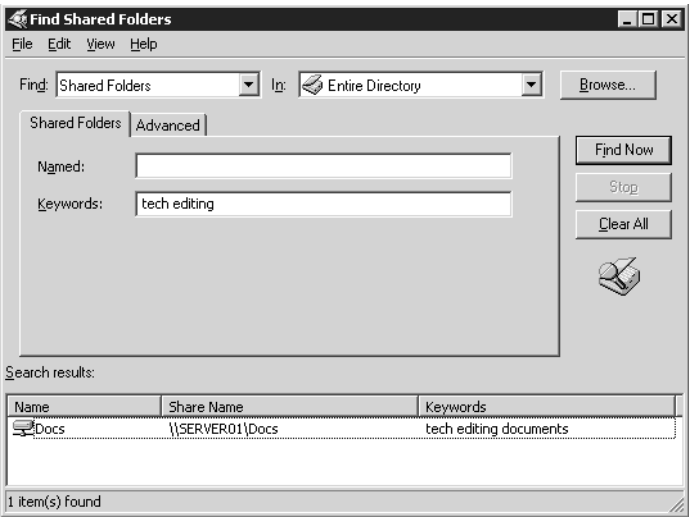 Find Shared Folders
File Edit View Help
Find: Shared Folders In: Entire Directory Browse...
Shared Folders Advanced
Named:
Keywords: tech editing
Find Now
Stop
Clear All
Search results:
Name Share Name Keywords
Docs \\SERVER01\Docs tech editing documents
1 item(s) found